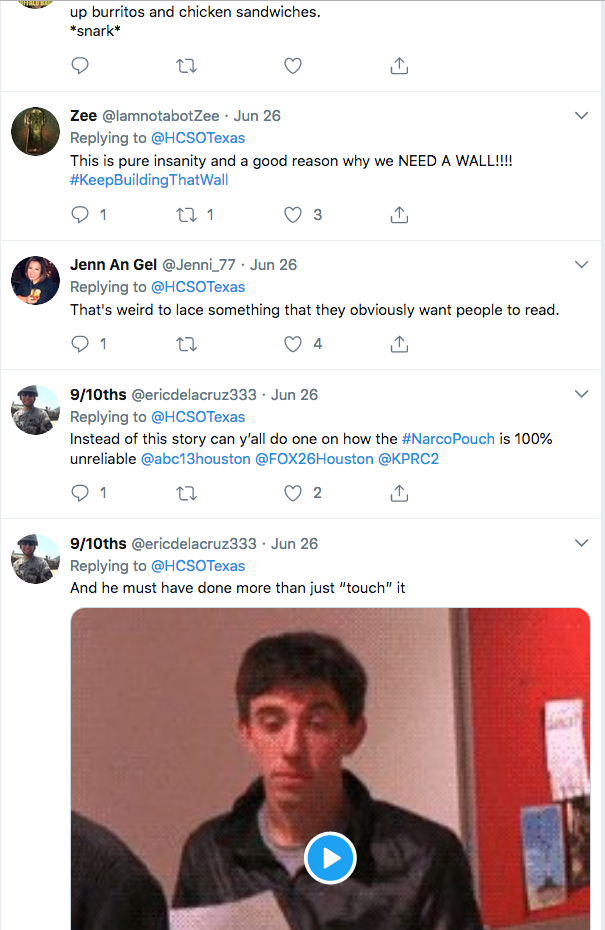 up burritos and chicken sandwiches.
*snark*
Zee @IamnotabotZee · Jun 26
Replying to @HCSOTexas
This is pure insanity and a good reason why we NEED A WALL!!!!
#KeepBuildingThatWall
1 1 3
Jenn An Gel @Jenni_77 · Jun 26
Replying to @HCSOTexas
That's weird to lace something that they obviously want people to read.
1 4
9/10ths @ericdelacruz333 · Jun 26
Replying to @HCSOTexas
Instead of this story can y'all do one on how the #NarcoPouch is 100%
unreliable @abc13houston @FOX26Houston @KPRC2
1 2
9/10ths @ericdelacruz333 · Jun 26
Replying to @HCSOTexas
And he must have done more than just “touch” it